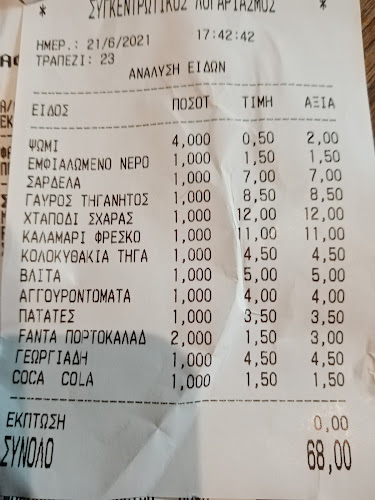 * ΣΥΓΚΕΝΤΡΩΤΙΚΟΣ ΛΟΓΑΡΙΑΣΜΟΣ *
ΗΜΕΡ.: 21/6/2021 17:42:42
ΤΡΑΠΕΖΙ: 23
ΑΝΑΛΥΣΗ ΕΙΔΩΝ
ΕΙΔΟΣ ΠΟΣΟΤ ΤΙΜΗ ΑΞΙΑ
ΨΩΜΙ 4,000 0,50 2,00
ΕΜΦΙΑΛΩΜΕΝΟ ΝΕΡΟ 1,000 1,50 1,50
ΣΑΡΔΕΛΑ 1,000 7,00 7,00
ΓΑΥΡΟΣ ΤΗΓΑΝΗΤΟΣ 1,000 8,50 8,50
ΧΤΑΠΟΔΙ ΣΧΑΡΑΣ 1,000 12,00 12,00
ΚΑΛΑΜΑΡΙ ΦΡΕΣΚΟ 1,000 11,00 11,00
ΚΟΛΟΚΥΘΑΚΙΑ ΤΗΓΑ 1,000 4,50 4,50
ΒΛΙΤΑ 1,000 5,00 5,00
ΑΓΓΟΥΡΟΝΤΟΜΑΤΑ 1,000 4,00 4,00
ΠΑΤΑΤΕΣ 1,000 3,50 3,50
FANTA ΠΟΡΤΟΚΑΛΑΔ 2,000 1,50 3,00
ΓΕΩΡΓΙΑΔΗ 1,000 4,50 4,50
COCA COLA 1,000 1,50 1,50
ΕΚΠΤΩΣΗ 0,00
ΣΥΝΟΛΟ 68,00